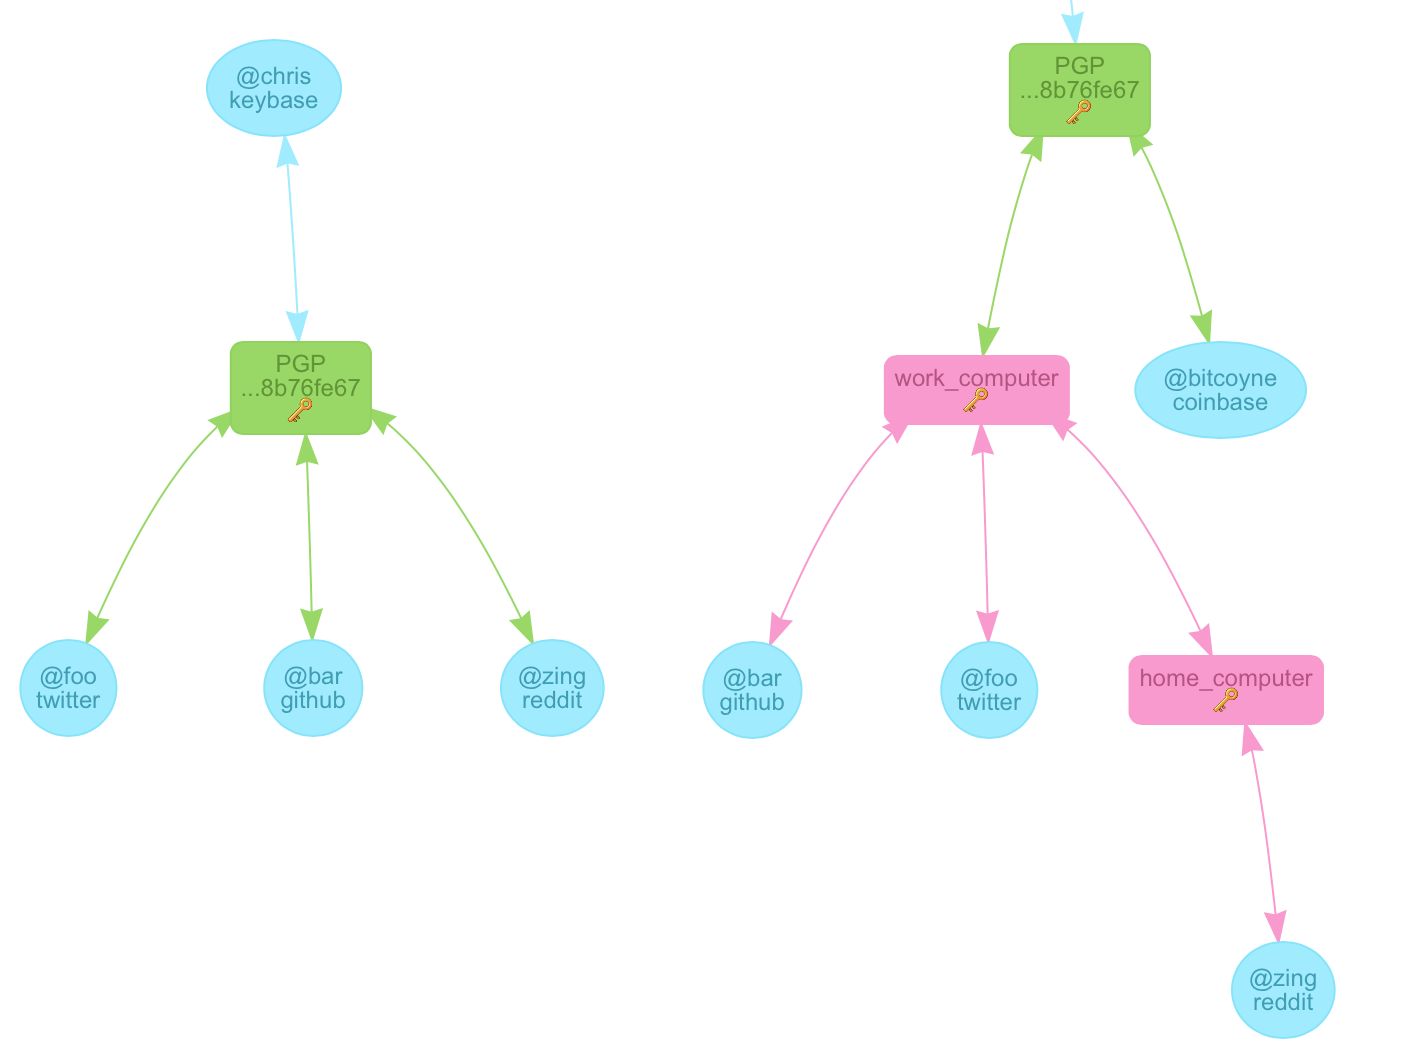 @chris
keybase
PGP
...8b76fe67
@foo
twitter
@bar
github
@zing
reddit
PGP
...8b76fe67
work_computer
@bitcoyne
coinbase
@bar
github
@foo
twitter
home_computer
@zing
reddit